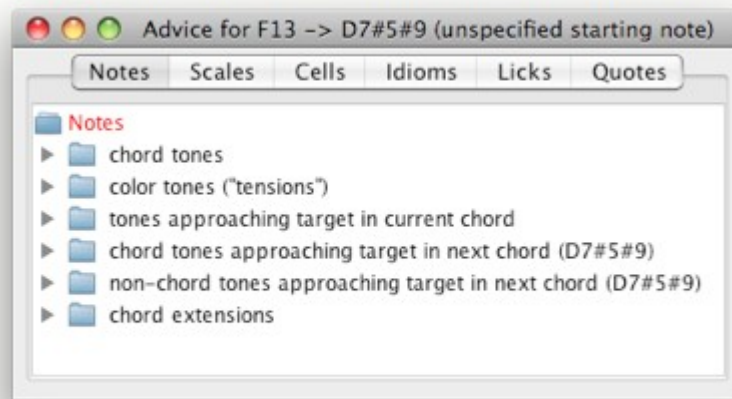 Advice for F13 -> D7#5#9 (unspecified starting note)
Notes Scales Cells Idioms Licks Quotes
Notes
chord tones
color tones ("tensions")
tones approaching target in current chord
chord tones approaching target in next chord (D7#5#9)
non-chord tones approaching target in next chord (D7#5#9)
chord extensions